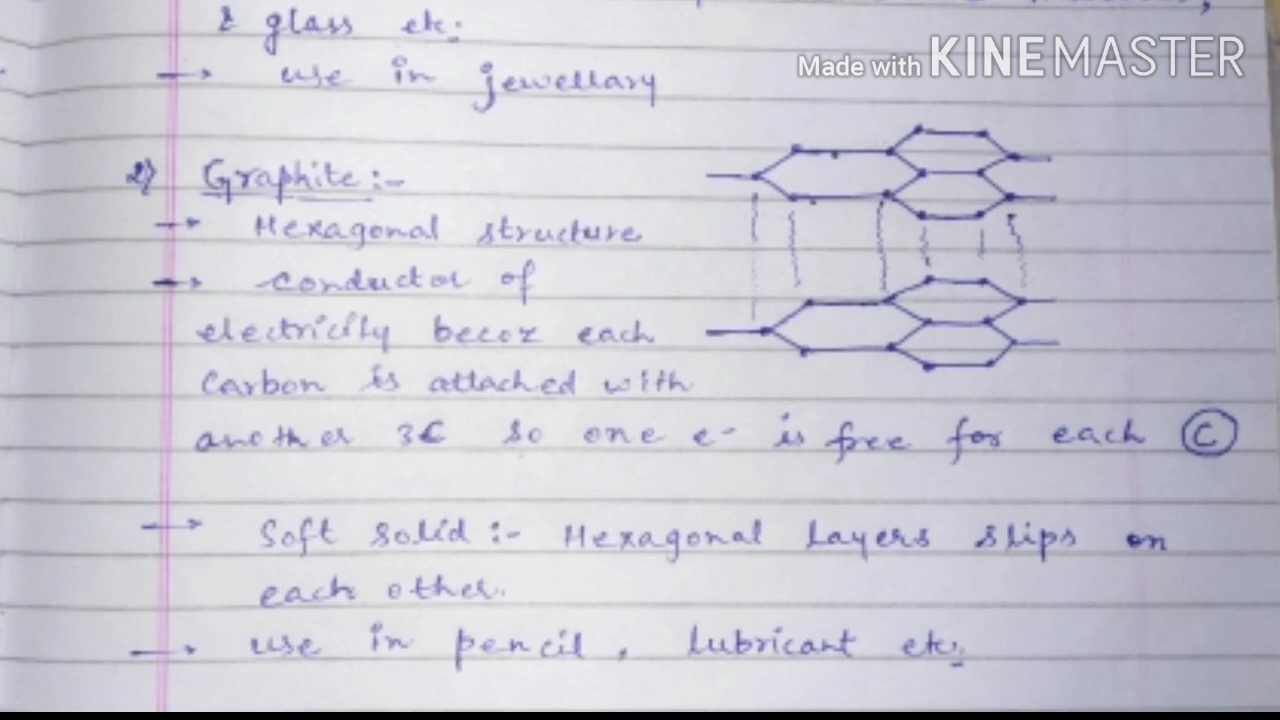 & glass etc.
→ use in jewellary
Made with KINEMASTER
2) Graphite :-
→ Hexagonal structure
→ conductor of
electricity becoz each
Carbon is attached with
another 3C so one e- is free for each C
→ Soft solid :- Hexagonal Layers slips on
each other.
→ use in pencil, lubricant etc.